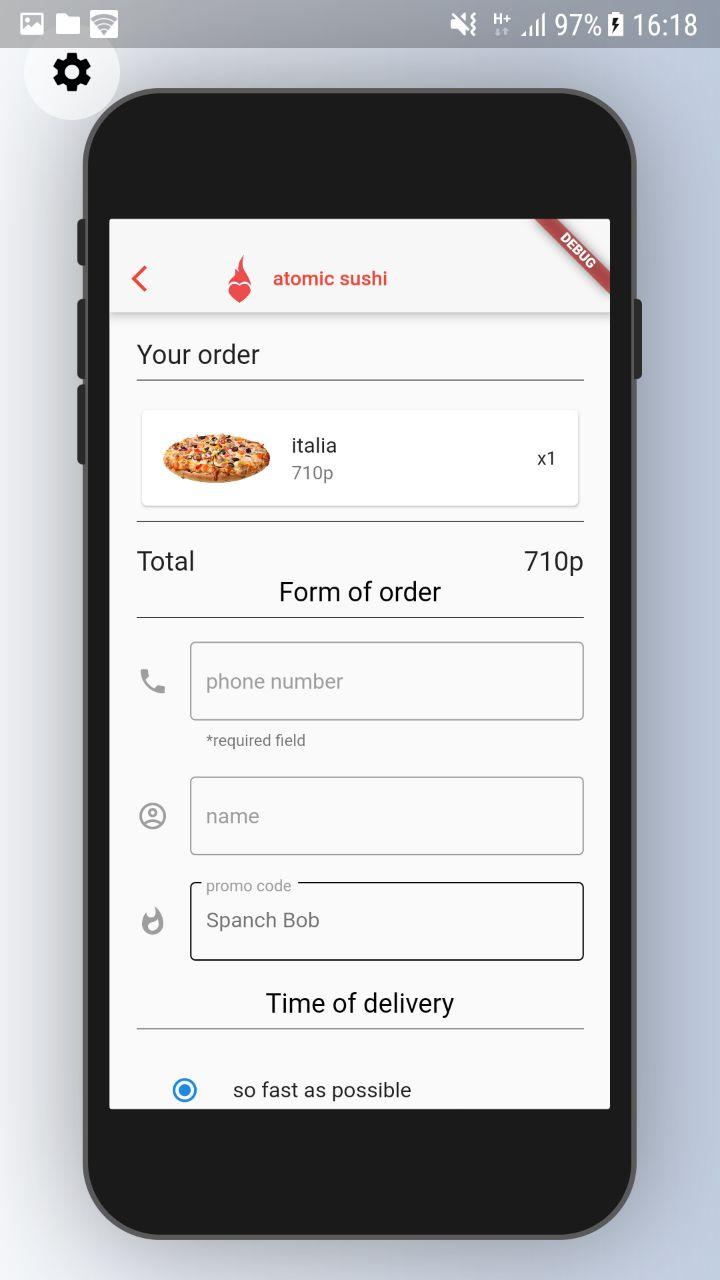 H+ 97% 16:18
DEBUG
atomic sushi
Your order
italia
710p
x1
Total 710p
Form of order
phone number
*required field
name
promo code
Spanch Bob
Time of delivery
so fast as possible